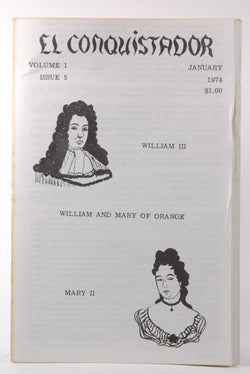 EL CONQUISTADOR
VOLUME 1 JANUARY
ISSUE 5 1974
$1.00
WILLIAM III
WILLIAM AND MARY OF ORANGE
MARY II